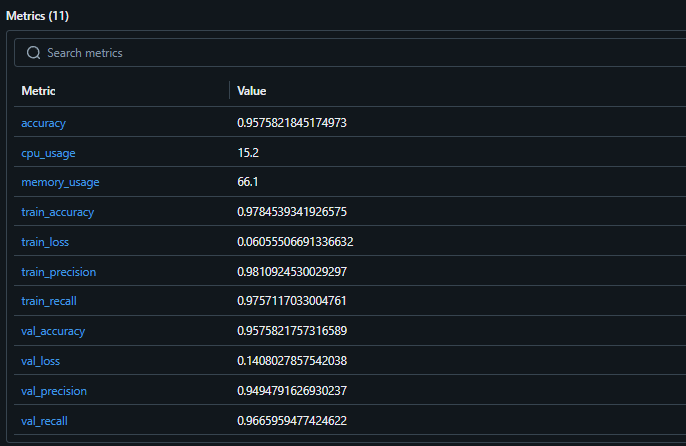 Metrics (11)
Search metrics
Metric Value
accuracy 0.9575821845174973
cpu_usage 15.2
memory_usage 66.1
train_accuracy 0.9784539341926575
train_loss 0.06055506691336632
train_precision 0.9810924530029297
train_recall 0.9757117033004761
val_accuracy 0.9575821757316589
val_loss 0.1408027857542038
val_precision 0.9494791626930237
val_recall 0.9665959477424622